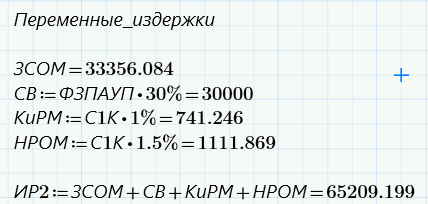 Переменные_издержки
ЗСОМ = 33356.084
СВ := ФЗПАУП · 30% = 30000
КиРМ := С1К · 1% = 741.246
НРОМ := С1К · 1.5% = 1111.869
ИР2 := ЗСОМ + СВ + КиРМ + НРОМ = 65209.199